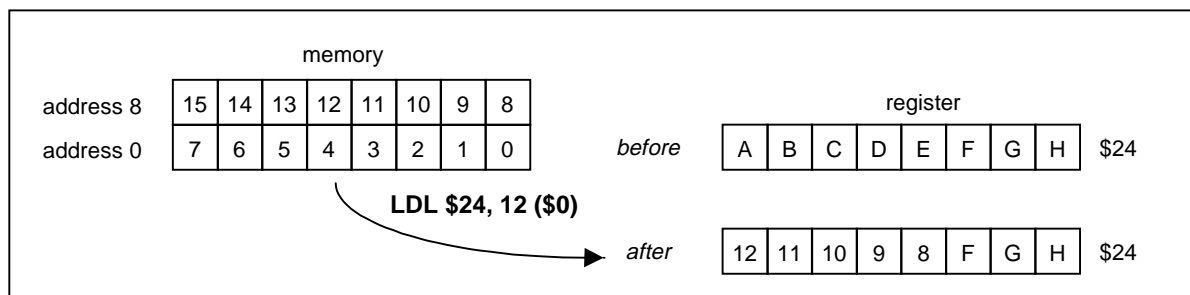 memory
address 8 15 14 13 12 11 10 9 8
register
address 0 7 6 5 4 3 2 1 0
before A B C D E F G H $24
LDL $24, 12 ($0)
after 12 11 10 9 8 F G H $24